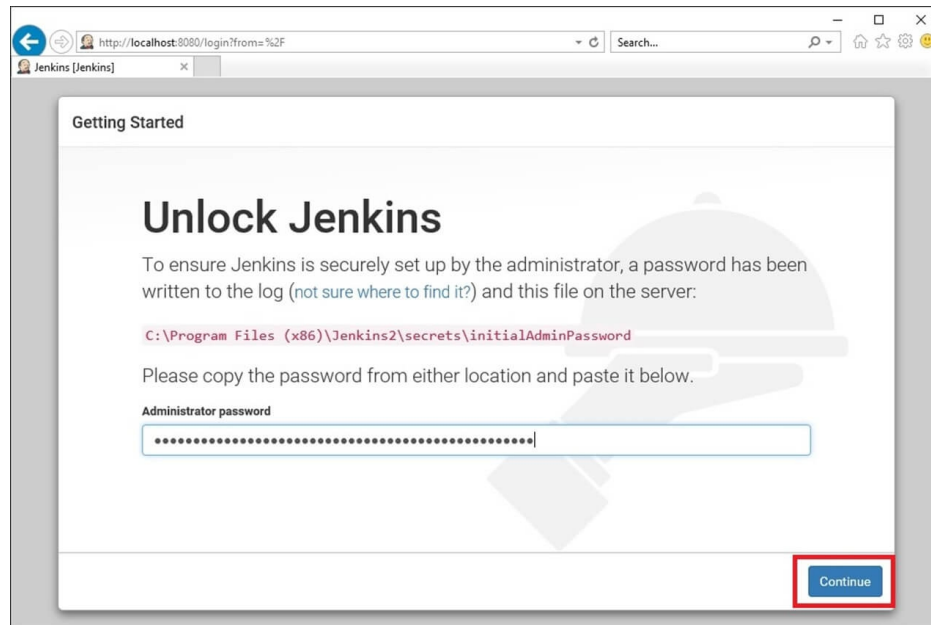 http://localhost:8080/login?from=%2F
Search...
Jenkins [Jenkins]
Getting Started
Unlock Jenkins
To ensure Jenkins is securely set up by the administrator, a password has been
written to the log (not sure where to find it?) and this file on the server:
C:\Program Files (x86)\Jenkins2\secrets\initialAdminPassword
Please copy the password from either location and paste it below.
Administrator password
Continue